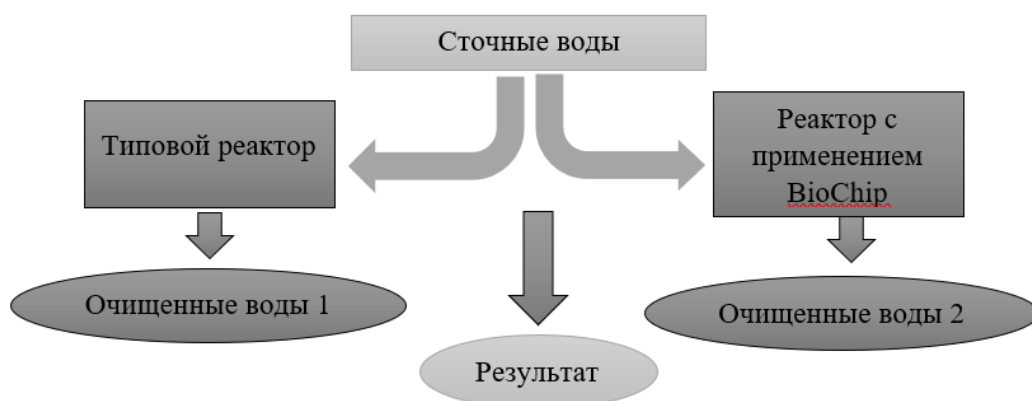 Сточные воды
Типовой реактор
Реактор с
применением
BioChip
Очищенные воды 1
Очищенные воды 2
Результат